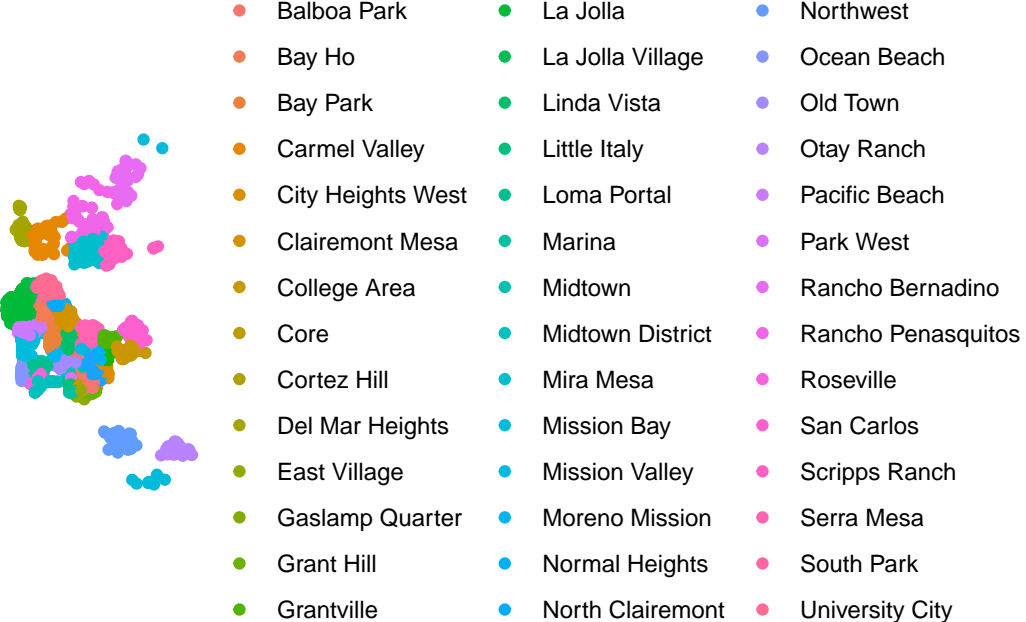 Balboa Park
Bay Ho
Bay Park
Carmel Valley
City Heights West
Clairemont Mesa
College Area
Core
Cortez Hill
Del Mar Heights
East Village
Gaslamp Quarter
Grant Hill
Grantville
La Jolla
La Jolla Village
Linda Vista
Little Italy
Loma Portal
Marina
Midtown
Midtown District
Mira Mesa
Mission Bay
Mission Valley
Moreno Mission
Normal Heights
North Clairemont
Northwest
Ocean Beach
Old Town
Otay Ranch
Pacific Beach
Park West
Rancho Bernadino
Rancho Penasquitos
Roseville
San Carlos
Scripps Ranch
Serra Mesa
South Park
University City